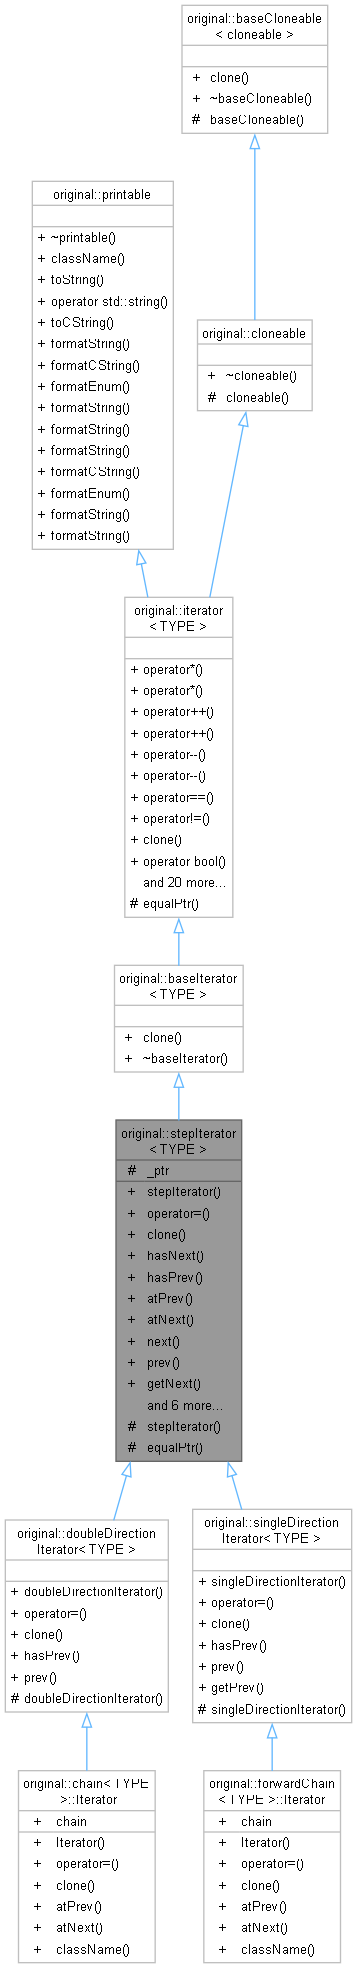 original::baseCloneable
< cloneable >
+ clone()
+ ~baseCloneable()
# baseCloneable()
original::printable
+ ~printable()
+ className()
+ toString()
+ operator std::string()
+ toCString()
+ formatString()
+ formatCString()
+ formatEnum()
+ formatString()
+ formatString()
+ formatString()
+ formatCString()
+ formatEnum()
+ formatString()
+ formatString()
original::cloneable
+ ~cloneable()
# cloneable()
original::iterator
< TYPE >
+ operator*()
+ operator*()
+ operator++()
+ operator++()
+ operator--()
+ operator--()
+ operator==()
+ operator!=()
+ clone()
+ operator bool()
and 20 more...
# equalPtr()
original::baseIterator
< TYPE >
+ clone()
+ ~baseIterator()
original::stepIterator
< TYPE >
# _ptr
+ stepIterator()
+ operator=()
+ clone()
+ hasNext()
+ hasPrev()
+ atPrev()
+ atNext()
+ next()
+ prev()
+ getNext()
and 6 more...
# stepIterator()
# equalPtr()
original::doubleDirection
Iterator< TYPE >
+ doubleDirectionIterator()
+ operator=()
+ clone()
+ hasPrev()
+ prev()
# doubleDirectionIterator()
original::singleDirection
Iterator< TYPE >
+ singleDirectionIterator()
+ operator=()
+ clone()
+ hasPrev()
+ prev()
+ getPrev()
# singleDirectionIterator()
original::chain< TYPE
>::Iterator
+ chain
+ Iterator()
+ operator=()
+ clone()
+ atPrev()
+ atNext()
+ className()
original::forwardChain
< TYPE >::Iterator
+ chain
+ Iterator()
+ operator=()
+ clone()
+ atPrev()
+ atNext()
+ className()